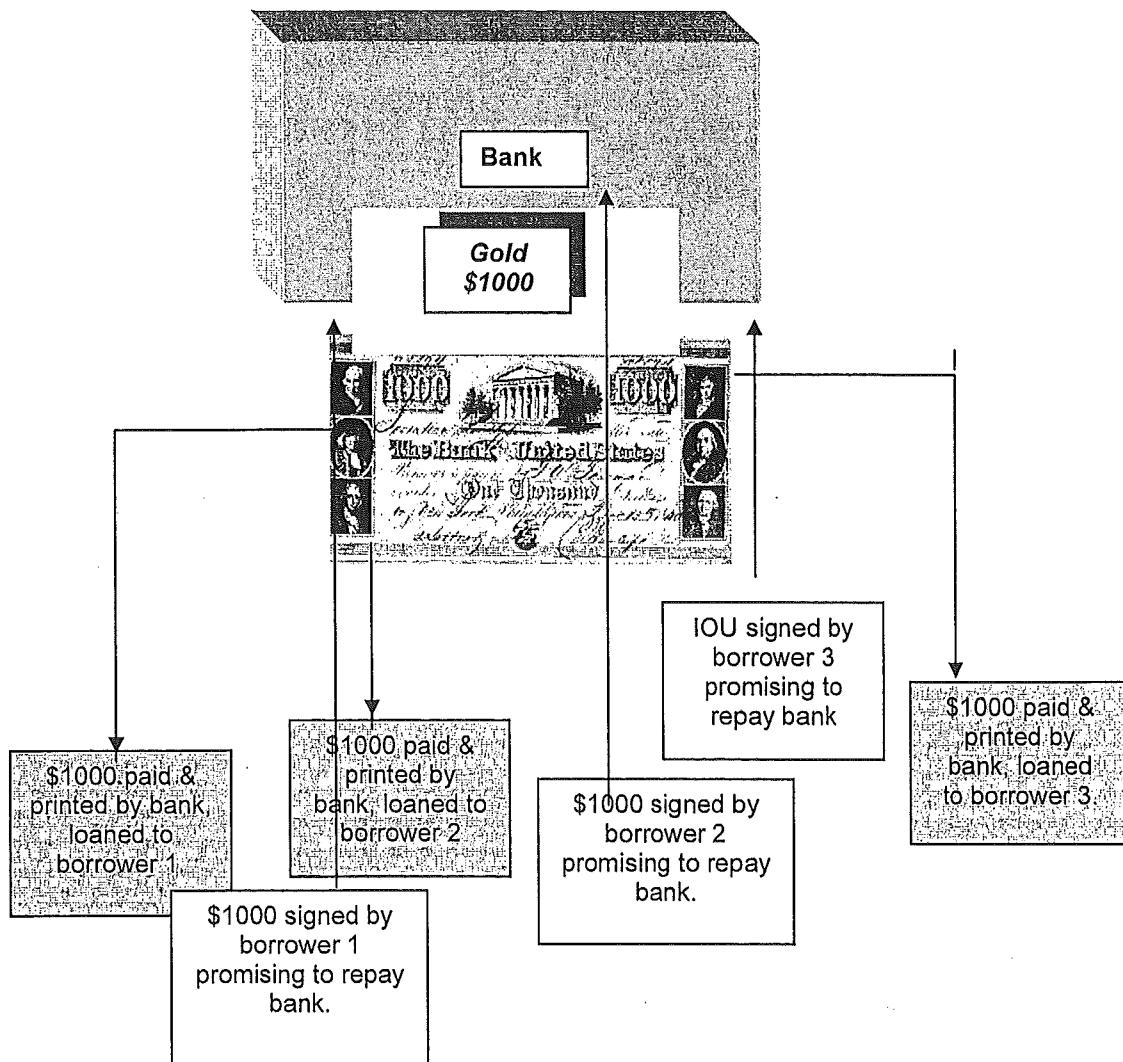 Bank
Gold
$1000
1000
1000
The Bank United States
One Thousand
IOU signed by
borrower 3
promising to
repay bank
$1000 paid &
printed by
bank, loaned
to borrower 3.
$1000 paid &
printed by
bank, loaned to
borrower 2
$1000 paid &
printed by bank,
loaned to
borrower 1
$1000 signed by
borrower 2
promising to repay
bank.
$1000 signed by
borrower 1
promising to repay
bank.